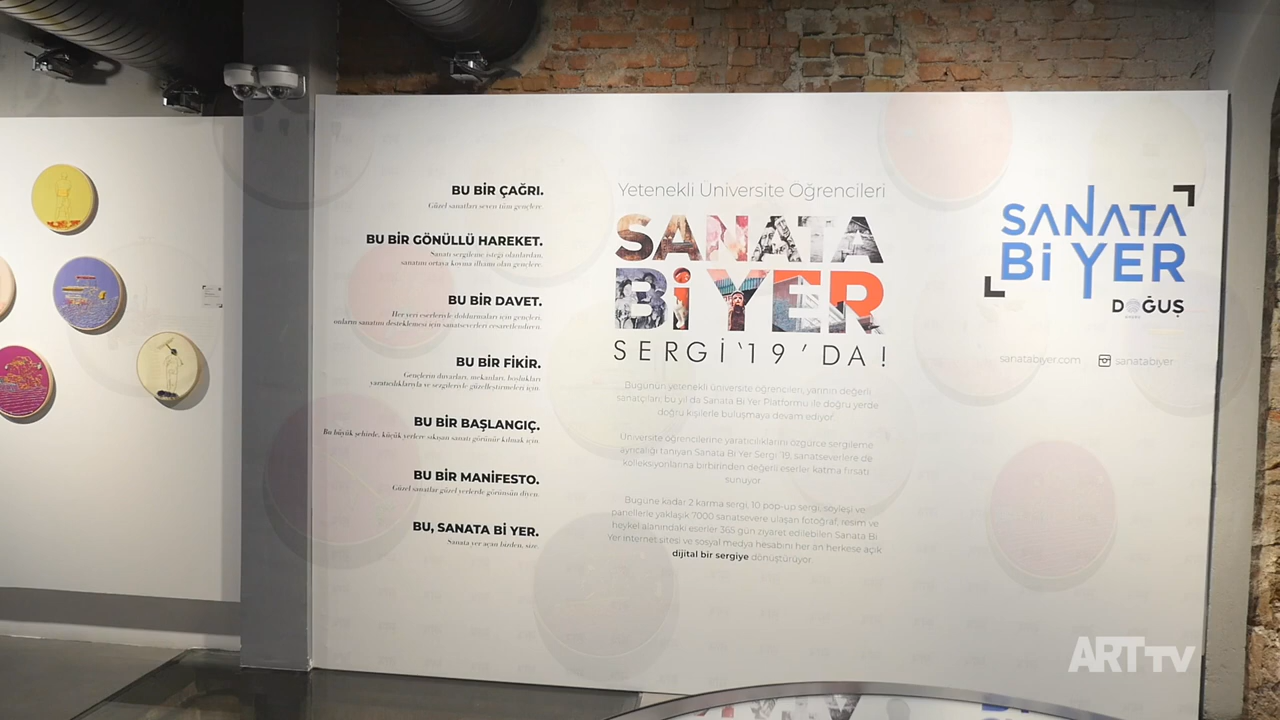 BU BİR ÇAĞRI.
Güzel sanatları seven tüm gençlere.
BU BİR GÖNÜLLÜ HAREKET.
Sanatı sergileme isteği olanlardan,
sanatını ortaya koyma ilhamı olan gençlere.
BU BİR DAVET.
Her yeri eserleriyle doldurmaları için gençleri,
onların sanatını desteklemesi için sanatseverleri cesaretlendiren.
BU BİR FİKİR.
Gençlerin duvarları, mekanları, boşlukları
yaratıcılıklarıyla ve sergileriyle güzelleştirmeleri için.
BU BİR BAŞLANGIÇ.
Bu büyük şehirde, küçük yerlere sıkışan sanatı görünür kılmak için.
BU BİR MANİFESTO.
Güzel sanatlar güzel yerlerde görünsün diyen.
BU, SANATA Bİ YER.
Sanata yer açan bizden, size.
Yetenekli Üniversite Öğrencileri
SANATA
Bi YER
SERGİ '19 ' DA !
Bugünün yetenekli üniversite öğrencileri, yarının değerli
sanatçıları, bu yıl da Sanata Bi Yer Platformu ile doğru yerde
doğru kişilerle buluşmaya devam ediyor.
Üniversite öğrencilerine yaratıcılıklarını özgürce sergileme
ayrıcalığı tanıyan Sanata Bi Yer Sergi '19, sanatseverlere de
koleksiyonlarına birbirinden değerli eserler katma fırsatı
sunuyor.
Bugüne kadar 2 karma sergi, 10 pop-up sergi, söyleşi ve
panellerle yaklaşık 7000 sanatsevere ulaşan fotoğraf, resim ve
heykel alanındaki eserler 365 gün ziyaret edilebilen Sanata Bi
Yer internet sitesi ve sosyal medya hesabını her an herkese açık
dijital bir sergiye dönüştürüyor.
SANATA
Bi YER
DOĞUŞ
sanatabiyer.com sanatabiyer
ART TV